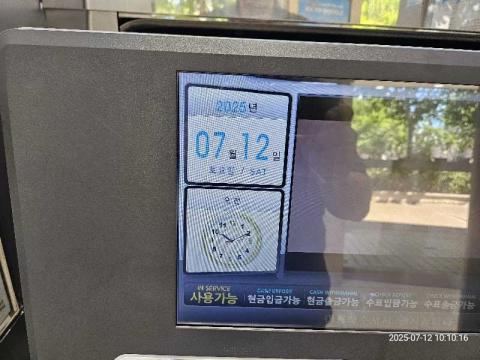 2025년
07월 12일
토요일 / SAT
오전
IN SERVICE
사용가능
CASH DEPOSIT
현금입금가능
CASH WITHDRAWAL
현금출금가능
CHECK DEPOSIT
수표입금가능
수표출금가능
2025-07-12 10:10:16